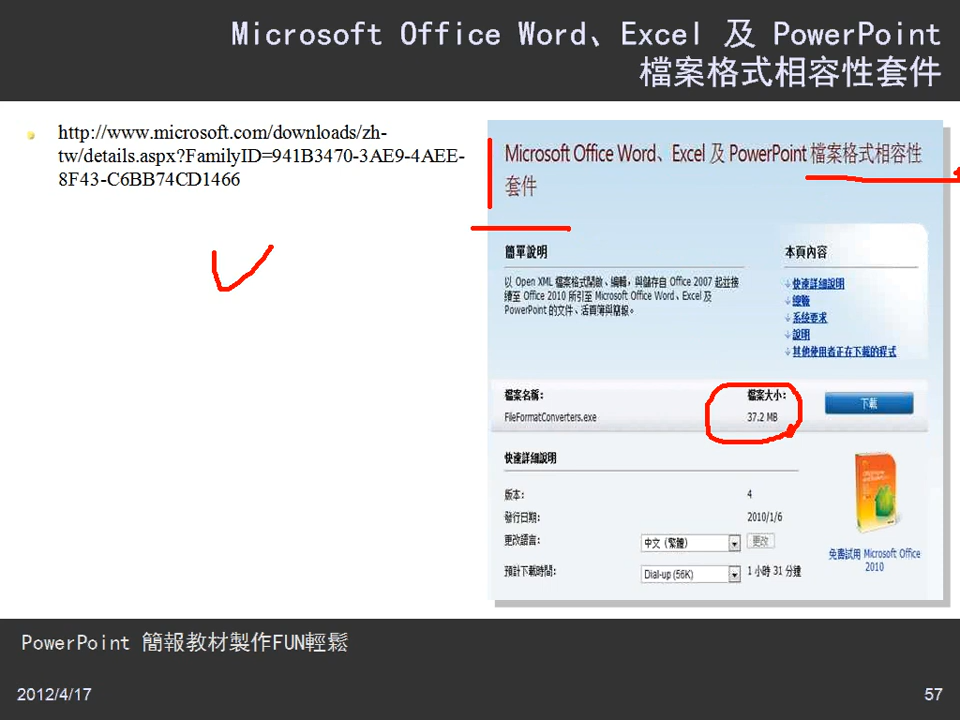 Microsoft Office Word、Excel 及 PowerPoint
檔案格式相容性套件
http://www.microsoft.com/downloads/zh-
tw/details.aspx?FamilyID=941B3470-3AE9-4AEE-
8F43-C6BB74CD1466
Microsoft Office Word、Excel 及 PowerPoint 檔案格式相容性
套件
簡單說明
以 Open XML 檔案格式開啟、編輯，與儲存自 Office 2007 起並接
續至 Office 2010 所引至 Microsoft Office Word、Excel 及
PowerPoint 的文件、活頁簿與簡報。
本頁內容
快速詳細說明
總覽
系統要求
說明
其他使用者正在下載的程式
檔案名稱:
FileFormatConverters.exe
檔案大小:
37.2 MB
下載
快速詳細說明
版本:
4
發行日期:
2010/1/6
更改語言:
中文 (繁體)
更改
預計下載時間:
Dial-up (56K)
1 小時 31 分鐘
免費試用 Microsoft Office
2010
PowerPoint 簡報教材製作FUN輕鬆
2012/4/17
57